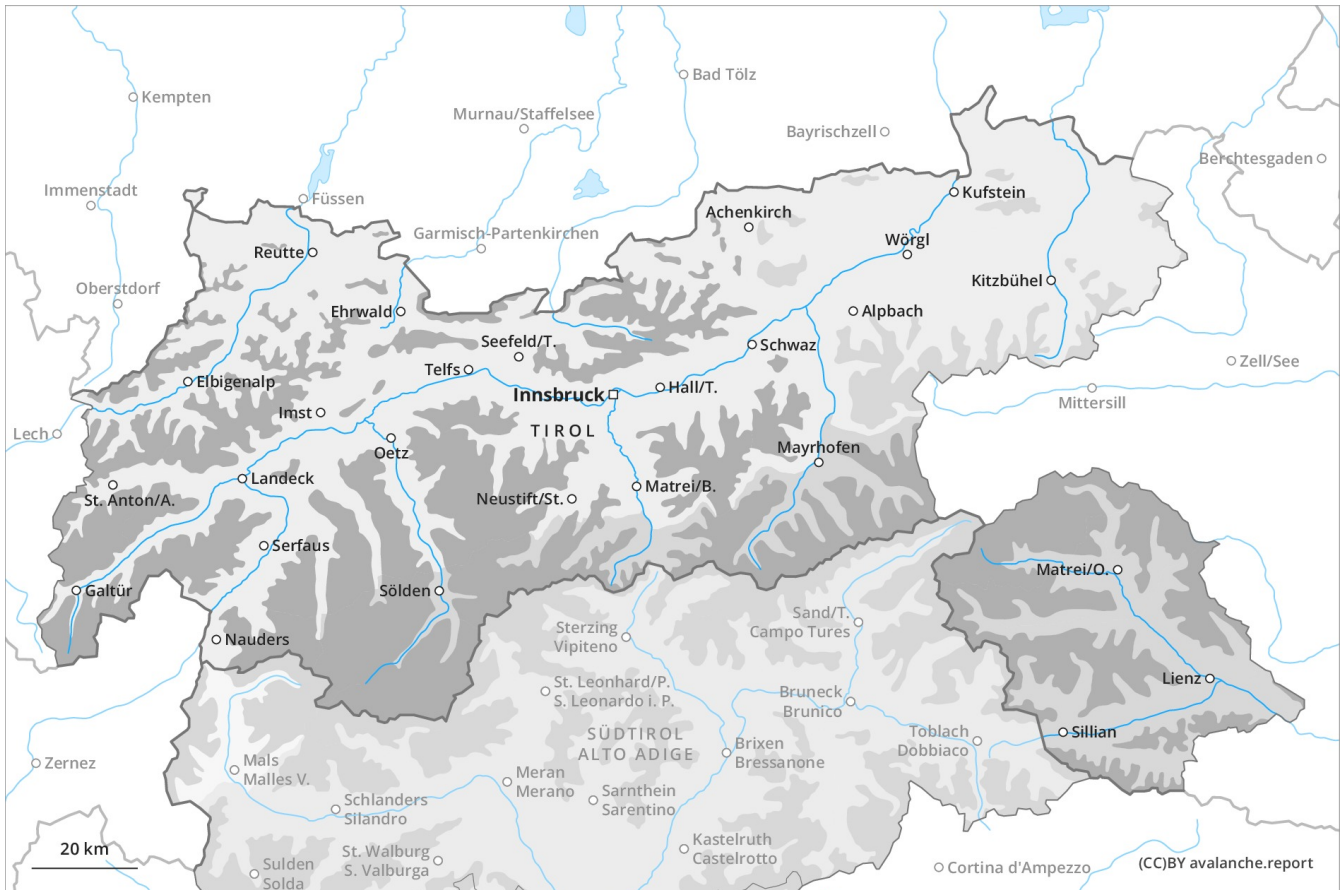 Bad Tölz
Kempten
Murnau/Staffelsee
Bayrischzell
Berchtesgaden
Immenstadt
Füssen
Kufstein
Achenkirch
Garmisch-Partenkirchen
Wörgl
Reutte
Oberstdorf
Kitzbühel
Ehrwald
Alpbach
Seefeld/T.
Schwaz
Zell/See
Telfs
Elbigenalp
Hall/T.
Innsbruck
Mittersill
Imst
TIROL
Lech
Oetz
Mayrhofen
Landeck
St. Anton/A.
Neustift/St.
Matrei/B.
Serfaus
Matrei/O.
Galtür
Sölden
Sand/T.
Campo Tures
Sterzing
Vipiteno
Nauders
Lienz
St. Leonhard/P.
S. Leonardo i. P.
Bruneck
Brunico
Toblach
Dobbiaco
Sillian
SÜDTIROL
ALTO ADIGE
Brixen
Bressanone
Zernez
Mals
Malles V.
Meran
Merano
Sarnthein
Sarentino
Schlanders
Silandro
Kastelruth
Castelrotto
20 km
St. Walburg
S. Valburga
Sulden
Solda
Cortina d'Ampezzo
(CC)BY avalanche.report